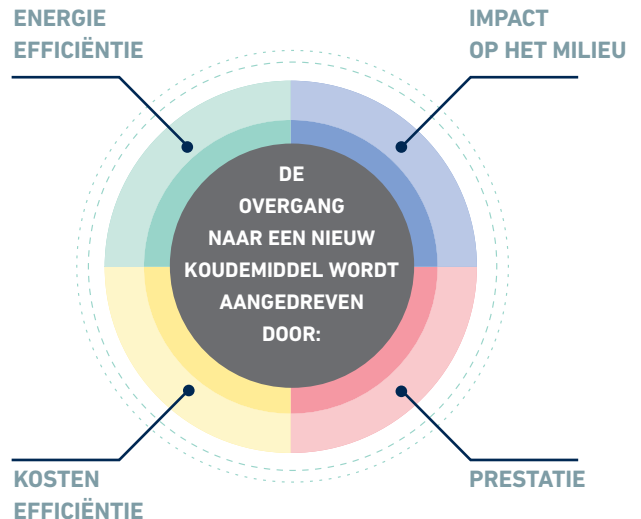 ENERGIE
EFFICIËNTIE
IMPACT
OP HET MILIEU
DE
OVERGANG
NAAR EEN NIEUW
KOUDEMIDDEL WORDT
AANGEDREVEN
DOOR:
KOSTEN
EFFICIËNTIE
PRESTATIE